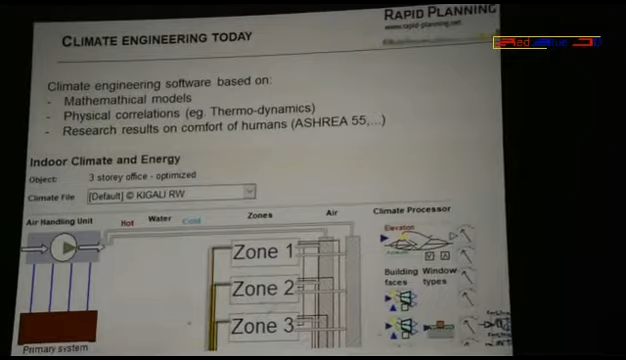 RAPID PLANNING
www.rapid-planning.net
CLIMATE ENGINEERING TODAY
Climate engineering software based on:
- Mathemathical models
- Physical correlations (eg. Thermo-dynamics)
- Research results on comfort of humans (ASHREA 55,...)
Indoor Climate and Energy
Object: 3 storey office - optimized
Climate File [Default] © KIGALI RW
Air Handling Unit Hot Water Cold Zones Air Climate Processor
Elevation
Zone 1
Building faces Window types
Zone 2
Zone 3
Primary system